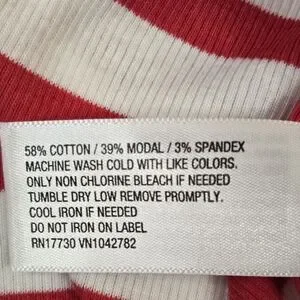 58% COTTON / 39% MODAL / 3% SPANDEX
MACHINE WASH COLD WITH LIKE COLORS.
ONLY NON CHLORINE BLEACH IF NEEDED
TUMBLE DRY LOW REMOVE PROMPTLY.
COOL IRON IF NEEDED
DO NOT IRON ON LABEL
RN17730 VN1042782